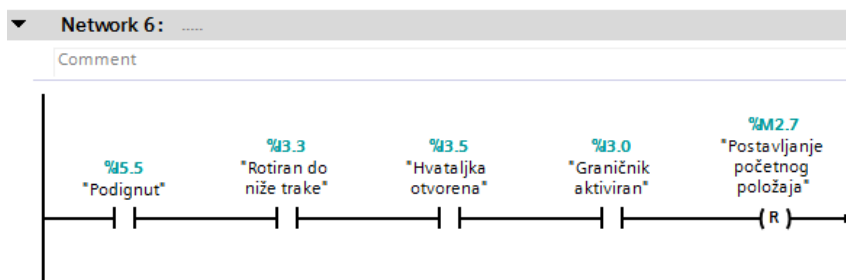 Network 6: .....
Comment
%I5.5
"Podignut"
%I3.3
"Rotiran do
niže trake"
%I3.5
"Hvataljka
otvorena"
%I3.0
"Graničnik
aktiviran"
%M2.7
"Postavljanje
početnog
položaja"
R